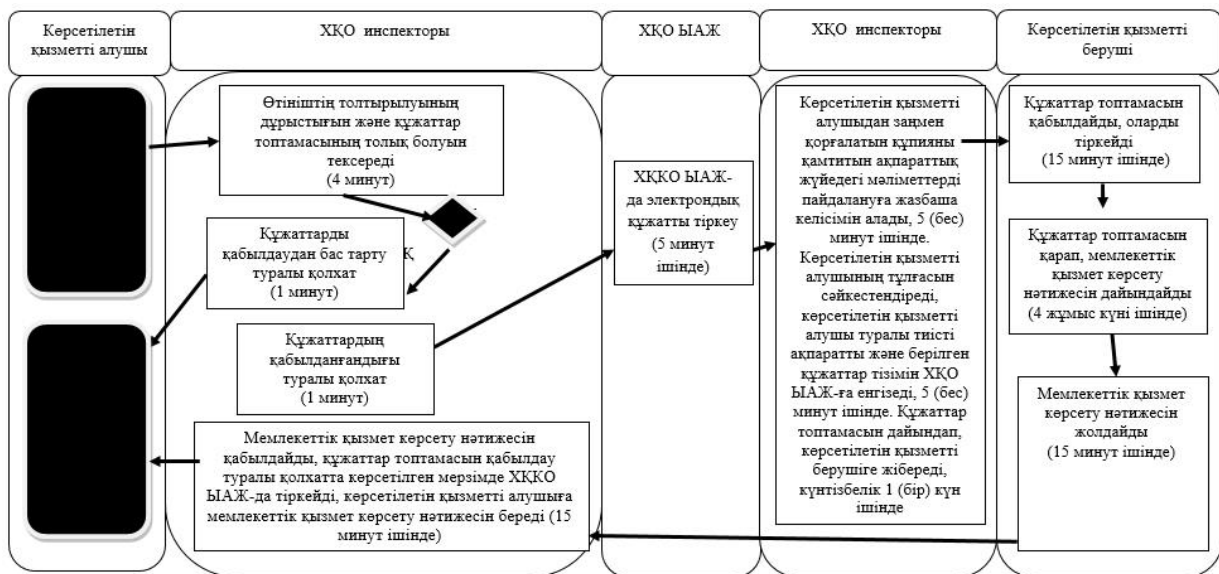 Көрсетілетін
қызметті алушы
ХҚО инспекторы
ХҚО ЫАЖ
ХҚО инспекторы
Көрсетілетін қызметті
беруші
Өтініштің толтырылуының
дұрыстығын және құжаттар
топтамасының толық болуын
тексереді
(4 минут)
Құжаттарды
қабылдаудан бас тарту
туралы қолхат
(1 минут)
Қ
Құжаттардың
қабылданғандығы
туралы қолхат
(1 минут)
Мемлекеттік қызмет көрсету нәтижесін
қабылдайды, құжаттар топтамасын қабылдау
туралы қолхатта көрсетілген мерзімде ХҚКО
ЫАЖ-да тіркейді, көрсетілетін қызметті алушыға
мемлекеттік қызмет көрсету нәтижесін береді (15
минут ішінде)
ХҚКО ЫАЖ-
да электрондық
құжатты тіркеу
(5 минут
ішінде)
Көрсетілетін қызметті
алушыдан заңмен
қорғалатын құпияны
қамтитын ақпараттық
жүйедегі мәліметтерді
пайдалануға жазбаша
келісімін алады, 5 (бес)
минут ішінде.
Көрсетілетін қызметті
алушының тұлғасын
сәйкестендіреді,
көрсетілетін қызметті
алушы туралы тиісті
ақпаратты және берілген
құжаттар тізімін ХҚО
ЫАЖ-ға енгізеді, 5 (бес)
минут ішінде. Құжаттар
топтамасын дайындап,
көрсетілетін қызметті
берушіге жібереді,
күнтізбелік 1 (бір) күн
ішінде
Құжаттар топтамасын
қабылдайды, оларды
тіркейді
(15 минут ішінде)
Құжаттар топтамасын
қарап, мемлекеттік
қызмет көрсету
нәтижесін дайындайды
(4 жұмыс күні ішінде)
Мемлекеттік қызмет
көрсету нәтижесін
жолдайды
(15 минут ішінде)